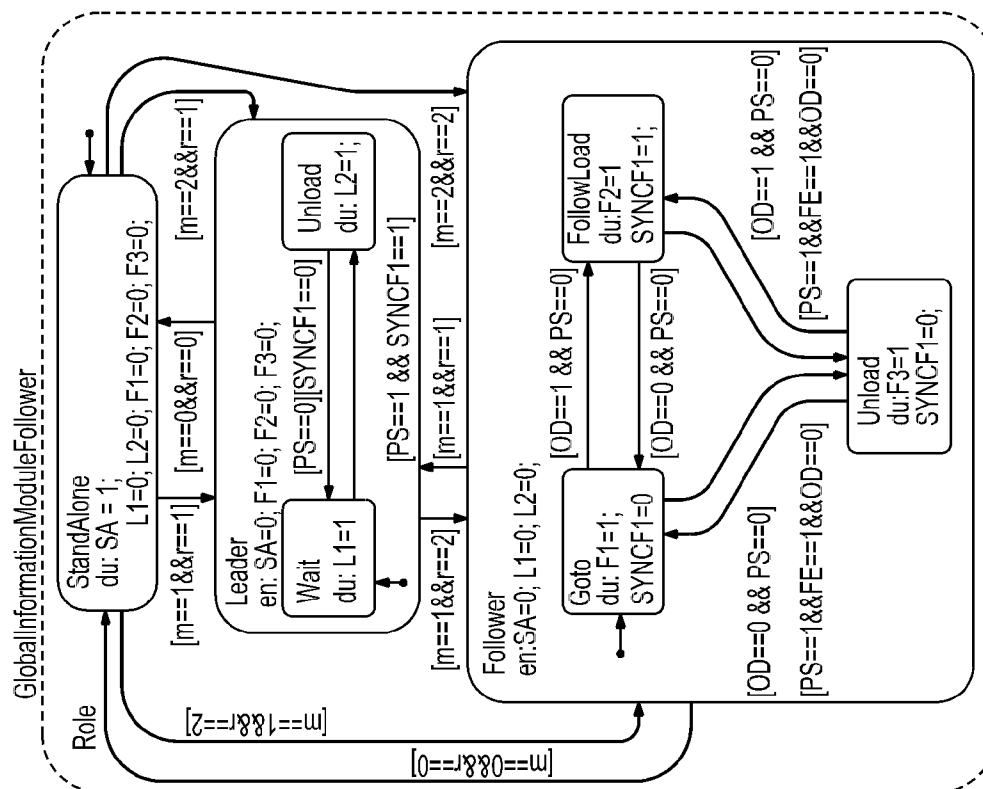 GlobalInformationModuleFollower
Role
StandAlone
du: SA = 1;
L1=0; L2=0; F1=0; F2=0; F3=0;
[m==1&&r==1]
[m==0&&r==0]
[m==2&&r==1]
Leader
en: SA=0; F1=0; F2=0; F3=0;
Wait
du: L1=1
[PS==0][SYNCF1==0]
Unload
du: L2=1;
[PS==1 && SYNCF1==1]
[m==1&&r==2]
[m==1&&r==1]
[m==2&&r==2]
[m==1&&r==2]
[m==0&&r==0]
Follower
en:SA=0; L1=0; L2=0;
Goto
du: F1=1;
SYNCF1=0
[OD==1 && PS==0]
[OD==0 && PS==0]
FollowLoad
du:F2=1
SYNCF1=1;
[OD==0 && PS==0]
[PS==1&&FE==1&&OD==0]
[OD==1 && PS==0]
[PS==1&&FE==1&&OD==0]
Unload
du:F3=1
SYNCF1=0;